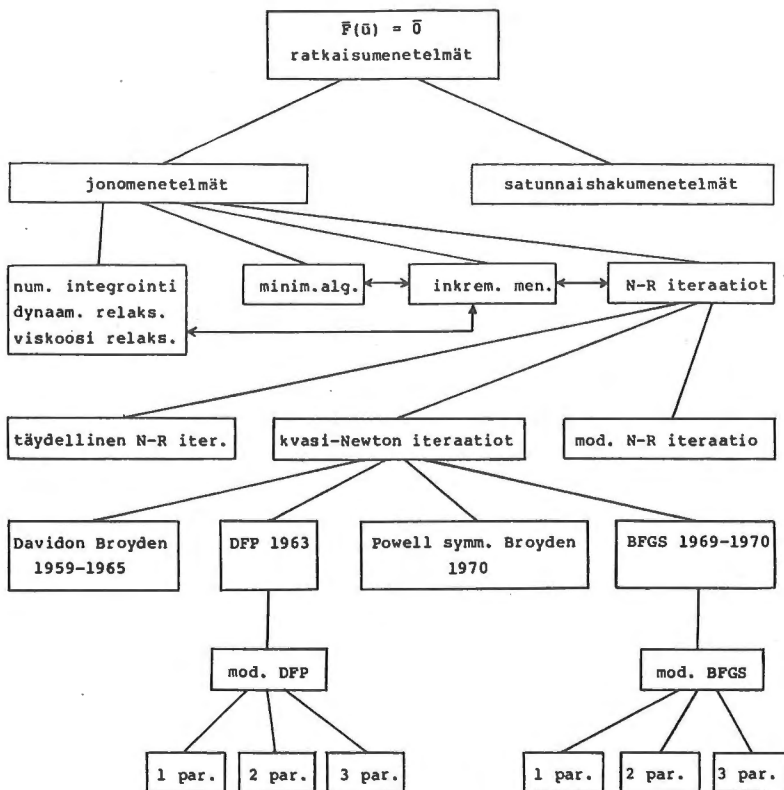 F̄(ū) = 0̄
ratkaisumenetelmät
jonomenetelmät
satunnaishakumenetelmät
num. integrointi
dynaam. relaks.
viskoosi relaks.
minim.alg.
inkrem. men.
N-R iteraatiot
täydellinen N-R iter.
kvasi-Newton iteraatiot
mod. N-R iteraatio
Davidon Broyden
1959-1965
DFP 1963
Powell symm. Broyden
1970
BFGS 1969-1970
mod. DFP
mod. BFGS
1 par.
2 par.
3 par.
1 par.
2 par.
3 par.